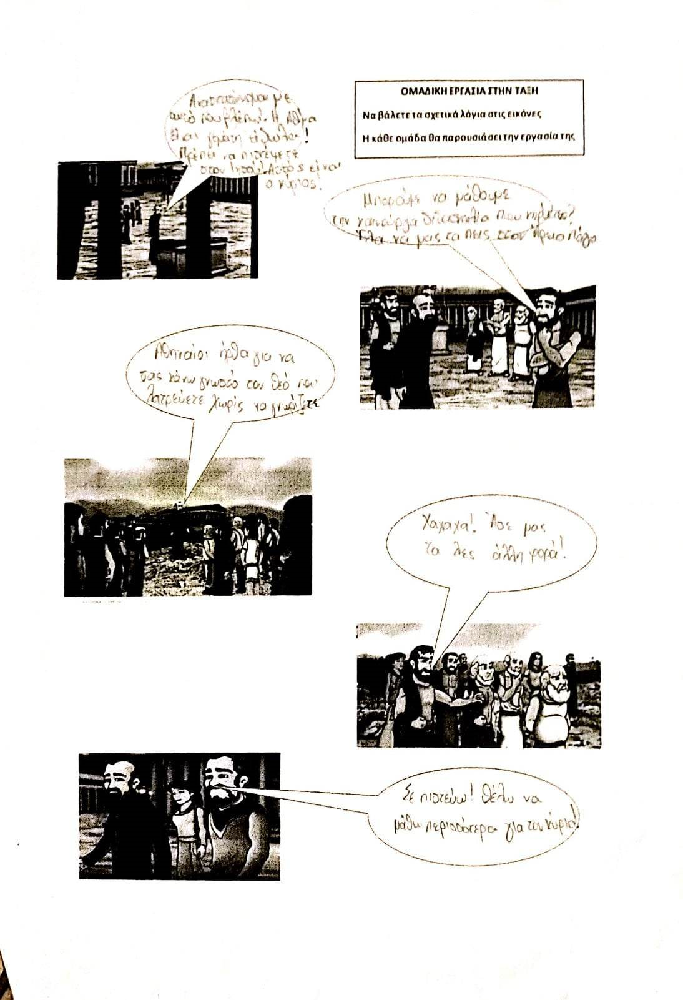 ΟΜΑΔΙΚΗ ΕΡΓΑΣΙΑ ΣΤΗΝ ΤΑΞΗ
Να βάλετε τα σχετικά λόγια στις εικόνες
Η κάθε ομάδα θα παρουσιάσει την εργασία της
με
αυτό που βλέπω! Η Αθήνα
είναι γεμάτη είδωλα!
Πρέπει να πιστέψετε
στον Ιησού! Αυτός είναι
ο κύριος!
Μπορούμε να μάθουμε
την καινούργα διδασκαλία που κηρύττεις?
Έλα να μας τα πεις στον Άρειο Πάγο
Αθηναίοι ήρθα για να
σας κάνω γνωστό τον θεό που
λατρεύετε χωρίς να γνωρίζετε
Χαχαχα! Άσε μας
τα λες άλλη φορά!
Σε πιστεύω! Θέλω να
μάθω περισσότερα για τον κύριο!